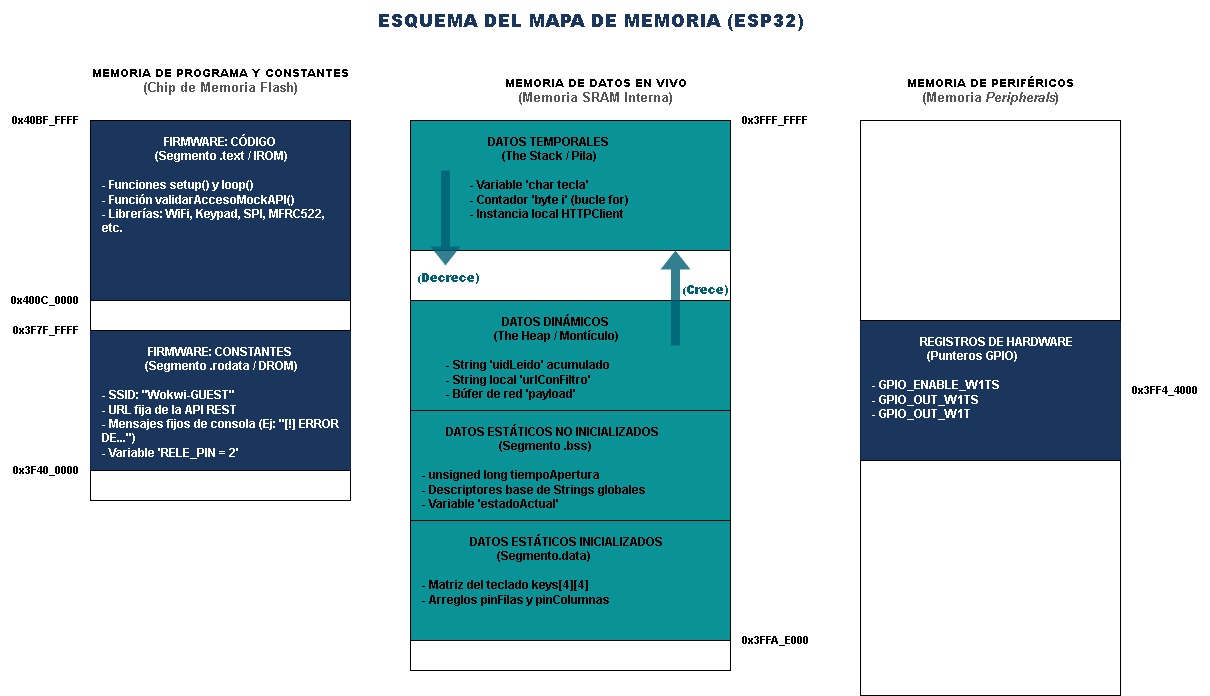 ESQUEMA DEL MAPA DE MEMORIA (ESP32)
MEMORIA DE PROGRAMA Y CONSTANTES
(Chip de Memoria Flash)
0x40BF_FFFF
FIRMWARE: CÓDIGO
(Segmento .text / IROM)
- Funciones setup() y loop()
- Función validarAccesoMockAPI()
- Librerías: WiFi, Keypad, SPI, MFRC522,
etc.
0x400C_0000
0x3F7F_FFFF
FIRMWARE: CONSTANTES
(Segmento .rodata / DROM)
- SSID: "Wokwi-GUEST"
- URL fija de la API REST
- Mensajes fijos de consola (Ej: "[!] ERROR
DE...")
- Variable 'RELE_PIN = 2'
0x3F40_0000
MEMORIA DE DATOS EN VIVO
(Memoria SRAM Interna)
0x3FFF_FFFF
DATOS TEMPORALES
(The Stack / Pila)
- Variable 'char tecla'
- Contador 'byte i' (bucle for)
- Instancia local HTTPClient
(Decrece)
(Crece)
DATOS DINÁMICOS
(The Heap / Montículo)
- String 'uidLeido' acumulado
- String local 'urlConFiltro'
- Búfer de red 'payload'
DATOS ESTÁTICOS NO INICIALIZADOS
(Segmento .bss)
- unsigned long tiempoApertura
- Descriptores base de Strings globales
- Variable 'estadoActual'
DATOS ESTÁTICOS INICIALIZADOS
(Segmento.data)
- Matriz del teclado keys[4][4]
- Arreglos pinFilas y pinColumnas
0x3FFA_E000
MEMORIA DE PERIFÉRICOS
(Memoria Peripherals)
REGISTROS DE HARDWARE
(Punteros GPIO)
- GPIO_ENABLE_W1TS
- GPIO_OUT_W1TS
- GPIO_OUT_W1T
0x3FF4_4000